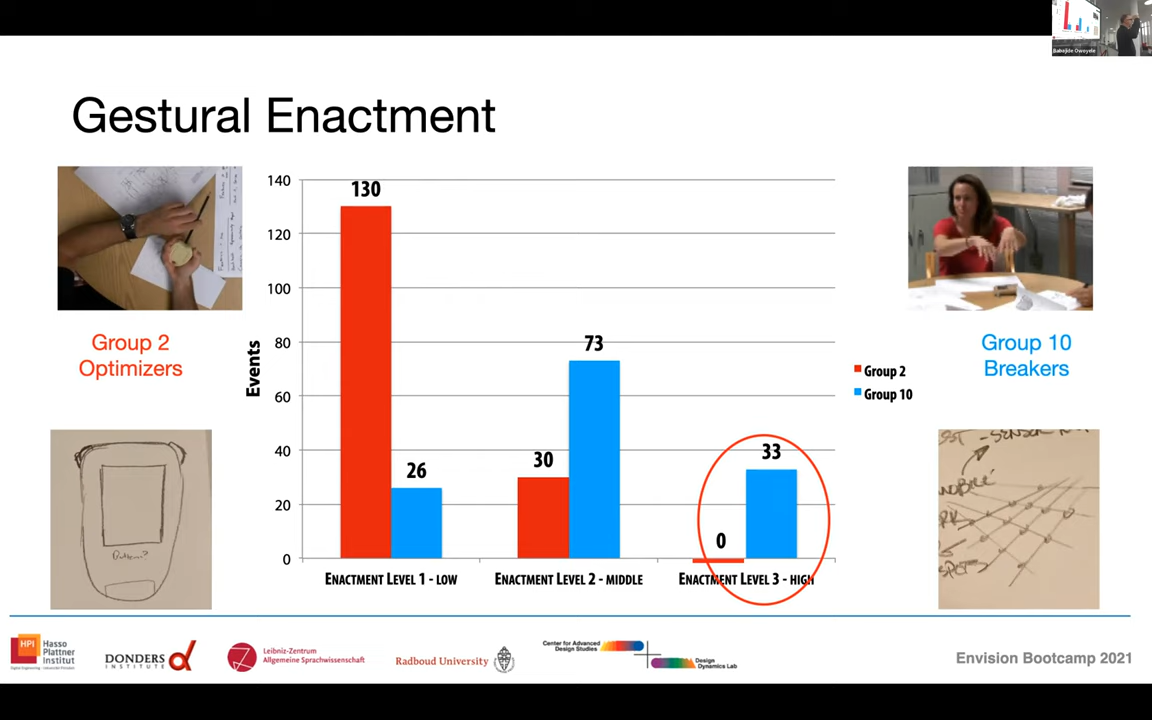 Babajide Owoyele
Gestural Enactment
Group 2
Optimizers
Group 10
Breakers
Events
140
120
100
80
60
40
20
0
130
26
30
73
0
33
ENACTMENT LEVEL 1 - LOW
ENACTMENT LEVEL 2 - MIDDLE
ENACTMENT LEVEL 3 - HIGH
Group 2
Group 10
HPI
Hasso
Plattner
Institut
DONDERS
INSTITUTE
Leibniz-Zentrum
Allgemeine Sprachwissenschaft
Radboud University
Center for Advanced
Design Studies
Design
Dynamics Lab
Envision Bootcamp 2021